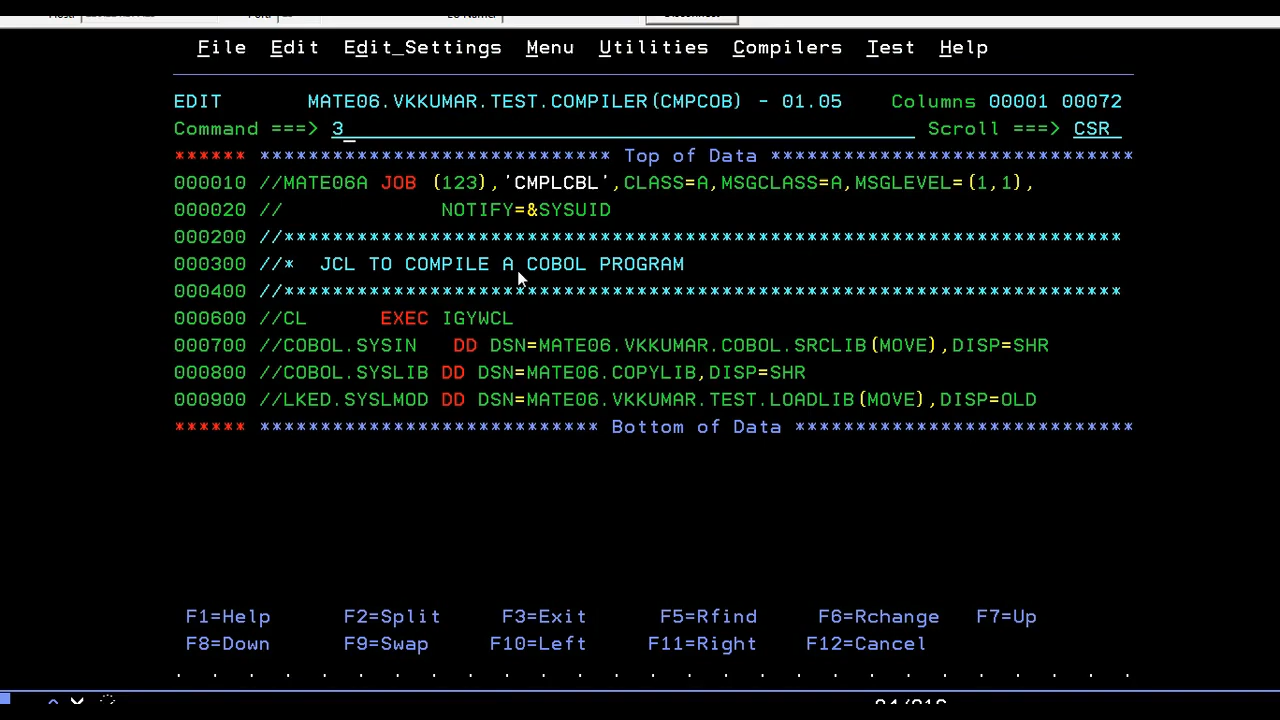 File Edit Edit_Settings Menu Utilities Compilers Test Help
EDIT MATE06.VKKUMAR.TEST.COMPILER(CMPCOB) - 01.05 Columns 00001 00072
Command ===> 3 Scroll ===> CSR
****** ***************************** Top of Data ******************************
000010 //MATE06A JOB (123),'CMPLCBL',CLASS=A,MSGCLASS=A,MSGLEVEL=(1,1),
000020 // NOTIFY=&SYSUID
000200 //*********************************************************************
000300 //* JCL TO COMPILE A COBOL PROGRAM
000400 //*********************************************************************
000600 //CL EXEC IGYWCL
000700 //COBOL.SYSIN DD DSN=MATE06.VKKUMAR.COBOL.SRCLIB(MOVE),DISP=SHR
000800 //COBOL.SYSLIB DD DSN=MATE06.COPYLIB,DISP=SHR
000900 //LKED.SYSLMOD DD DSN=MATE06.VKKUMAR.TEST.LOADLIB(MOVE),DISP=OLD
****** **************************** Bottom of Data ****************************
F1=Help F2=Split F3=Exit F5=Rfind F6=Rchange F7=Up
F8=Down F9=Swap F10=Left F11=Right F12=Cancel